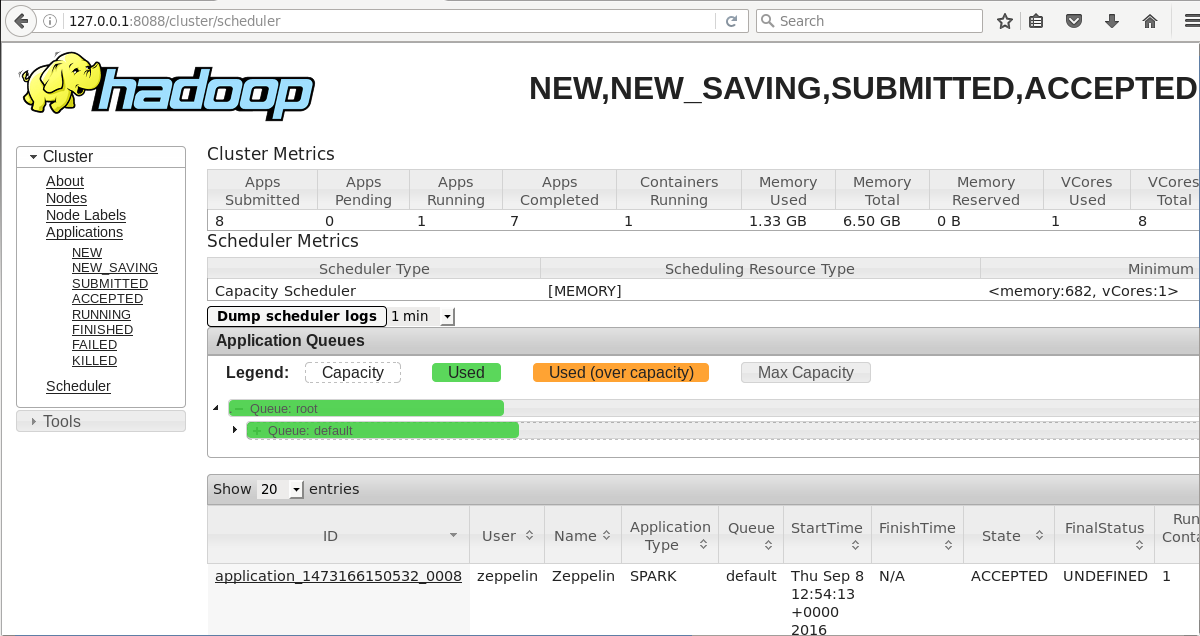 127.0.0.1:8088/cluster/scheduler
Search
hadoop
NEW,NEW_SAVING,SUBMITTED,ACCEPTED
Cluster
About
Nodes
Node Labels
Applications
NEW
NEW_SAVING
SUBMITTED
ACCEPTED
RUNNING
FINISHED
FAILED
KILLED
Scheduler
Tools
Cluster Metrics
Apps Submitted Apps Pending Apps Running Apps Completed Containers Running Memory Used Memory Total Memory Reserved VCores Used VCores Total
8 0 1 7 1 1.33 GB 6.50 GB 0 B 1 8
Scheduler Metrics
Scheduler Type Scheduling Resource Type Minimum
Capacity Scheduler [MEMORY] <memory:682, vCores:1>
Dump scheduler logs 1 min
Application Queues
Legend: Capacity Used Used (over capacity) Max Capacity
- Queue: root
+ Queue: default
Show 20 entries
ID User Name Application Type Queue StartTime FinishTime State FinalStatus
application_1473166150532_0008 zeppelin Zeppelin SPARK default Thu Sep 8 N/A ACCEPTED UNDEFINED 1
12:54:13
+0000
2016